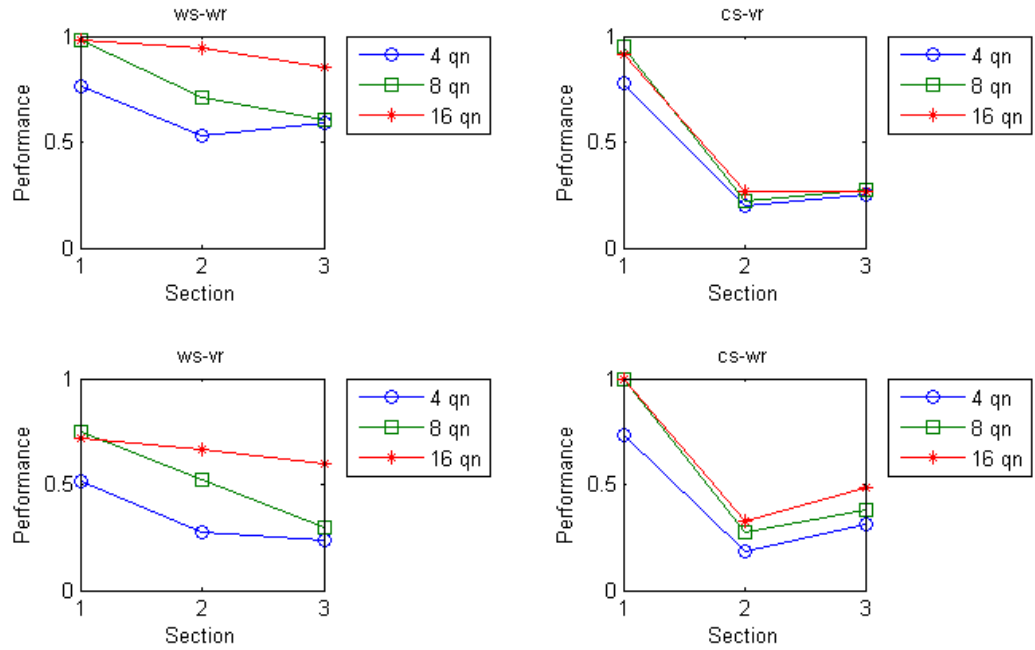 ws-wr
1
0.5
0
Performance
1 2 3
Section
4 qn
8 qn
16 qn
cs-vr
1
0.5
0
Performance
1 2 3
Section
4 qn
8 qn
16 qn
ws-vr
1
0.5
0
Performance
1 2 3
Section
4 qn
8 qn
16 qn
cs-wr
1
0.5
0
Performance
1 2 3
Section
4 qn
8 qn
16 qn